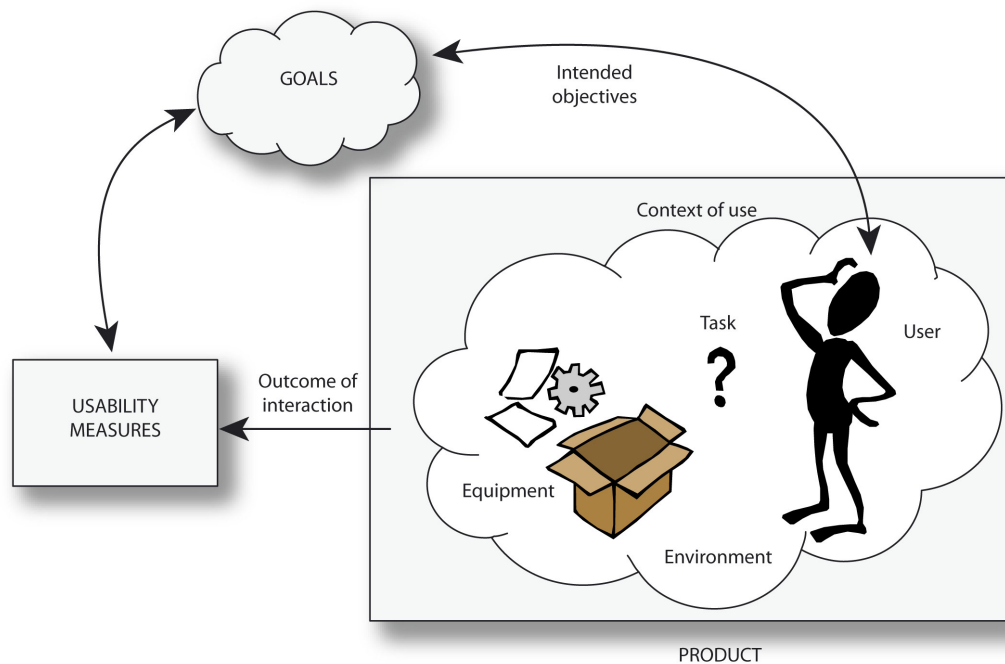 GOALS
Intended
objectives
Context of use
Task
?
User
Outcome of
interaction
USABILITY
MEASURES
Equipment
Environment
PRODUCT